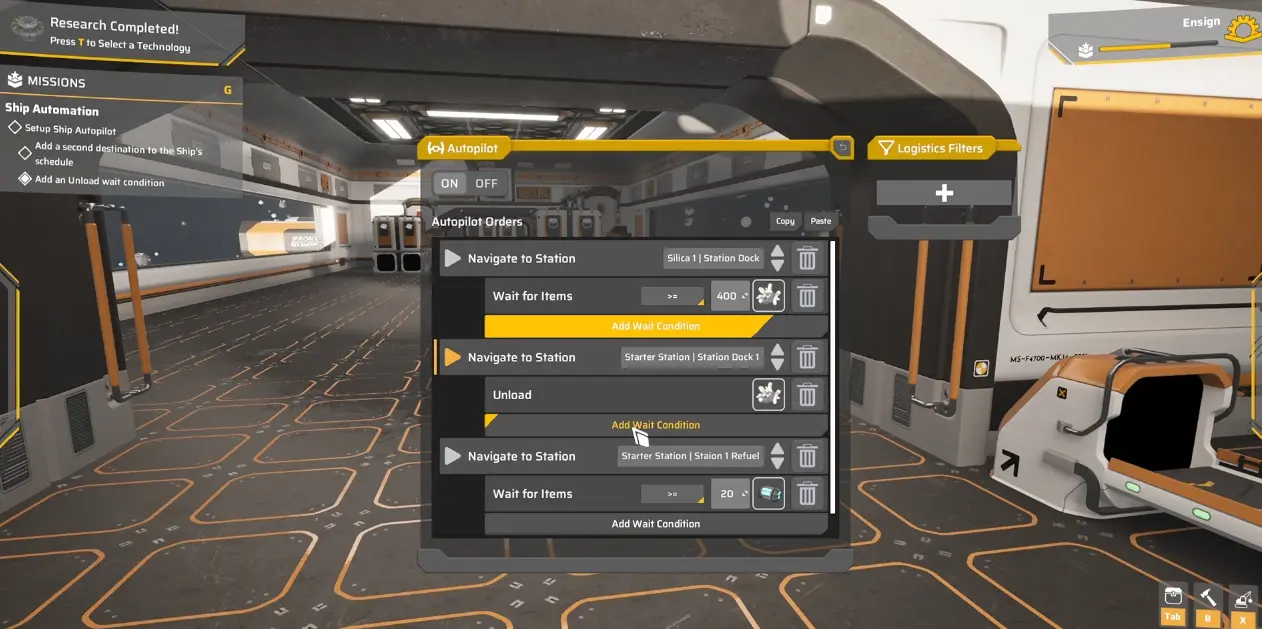 Research Completed!
Press T to Select a Technology
MISSIONS
G
Ship Automation
Setup Ship Autopilot
Add a second destination to the Ship's
schedule
Add an Unload wait condition
Ensign
Autopilot
ON OFF
Autopilot Orders
Copy Paste
Navigate to Station Silica 1 | Station Dock
Wait for Items >= 400
Add Wait Condition
Navigate to Station Starter Station | Station Dock 1
Unload
Add Wait Condition
Navigate to Station Starter Station | Staion 1 Refuel
Wait for Items >= 20
Add Wait Condition
Logistics Filters
FRONT
Tab B X